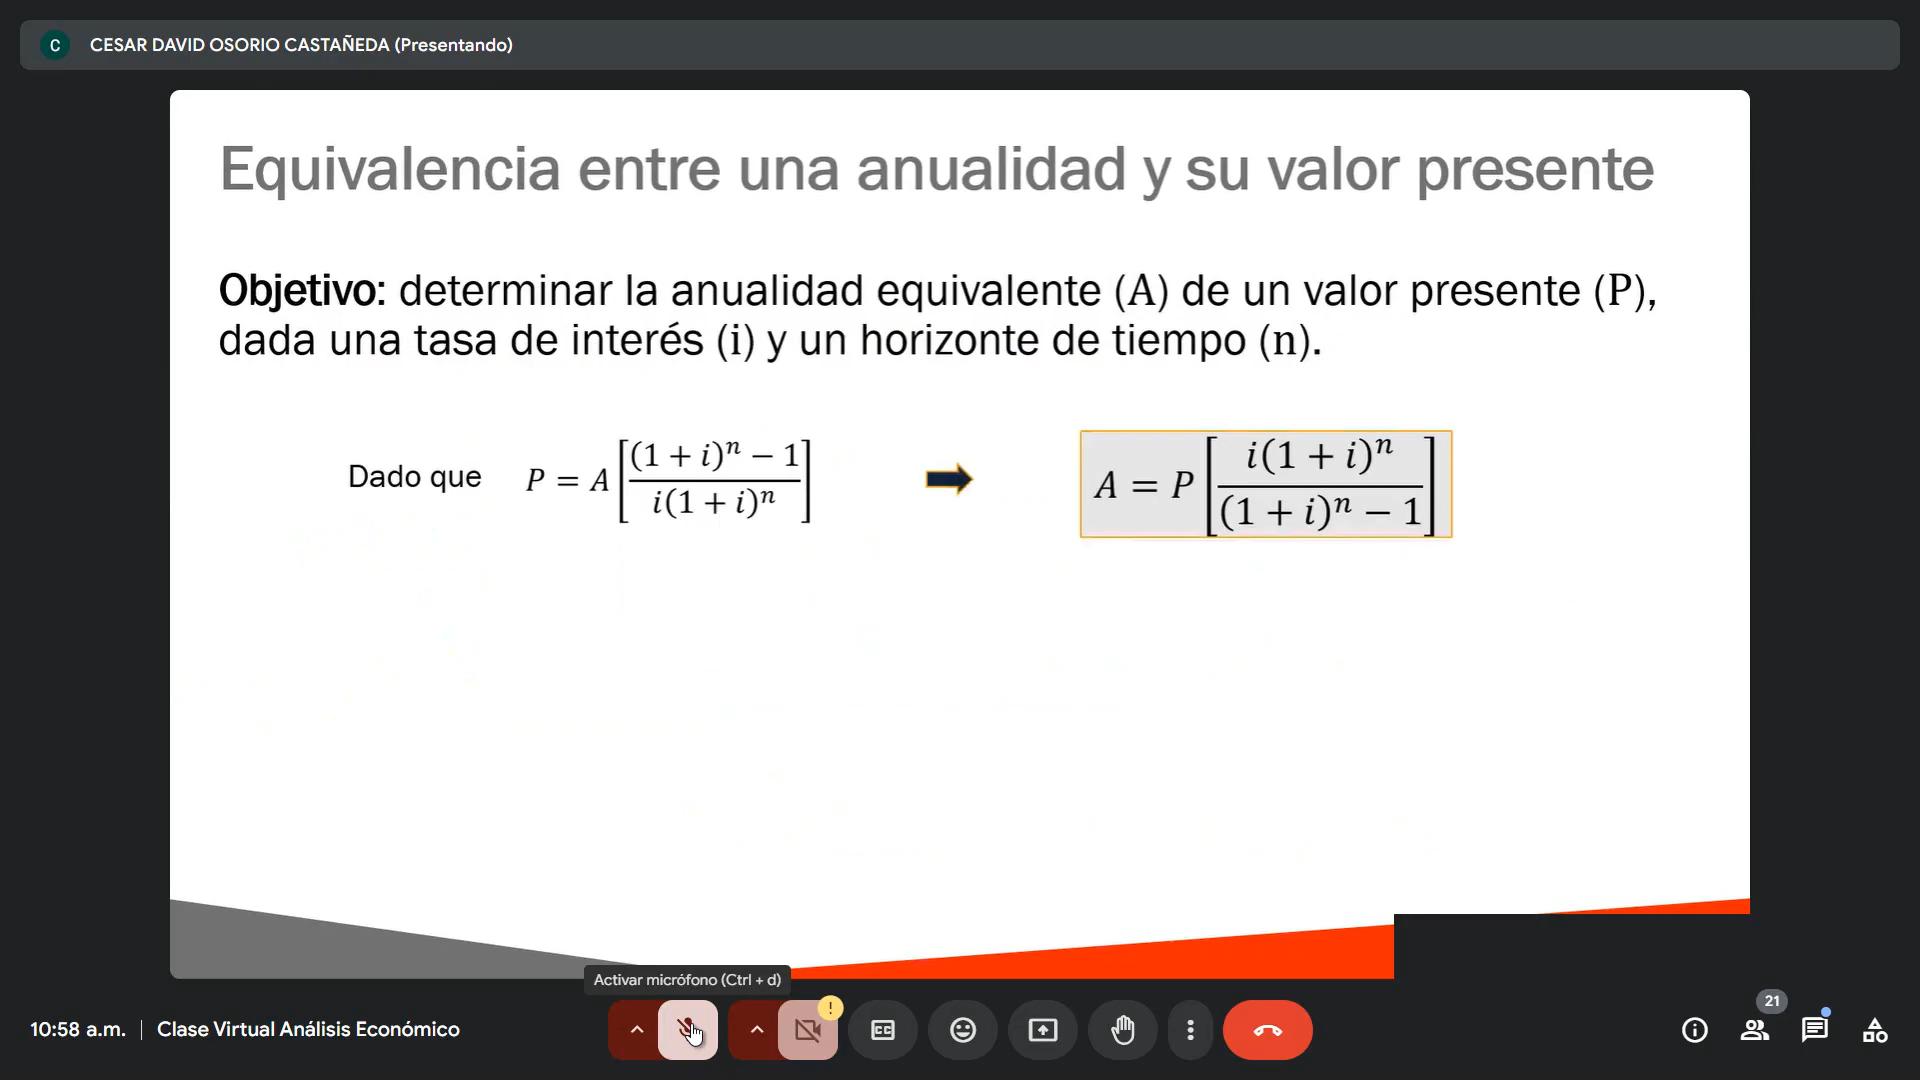 C CESAR DAVID OSORIO CASTAÑEDA (Presentando)
Equivalencia entre una anualidad y su valor presente
Objetivo: determinar la anualidad equivalente (A) de un valor presente (P),
dada una tasa de interés (i) y un horizonte de tiempo (n).
Dado que P = A [((1 + i)^n − 1) / (i(1 + i)^n)] A = P [(i(1 + i)^n) / ((1 + i)^n − 1)]
Activar micrófono (Ctrl + d)
10:58 a.m. | Clase Virtual Análisis Económico
!
CC
21